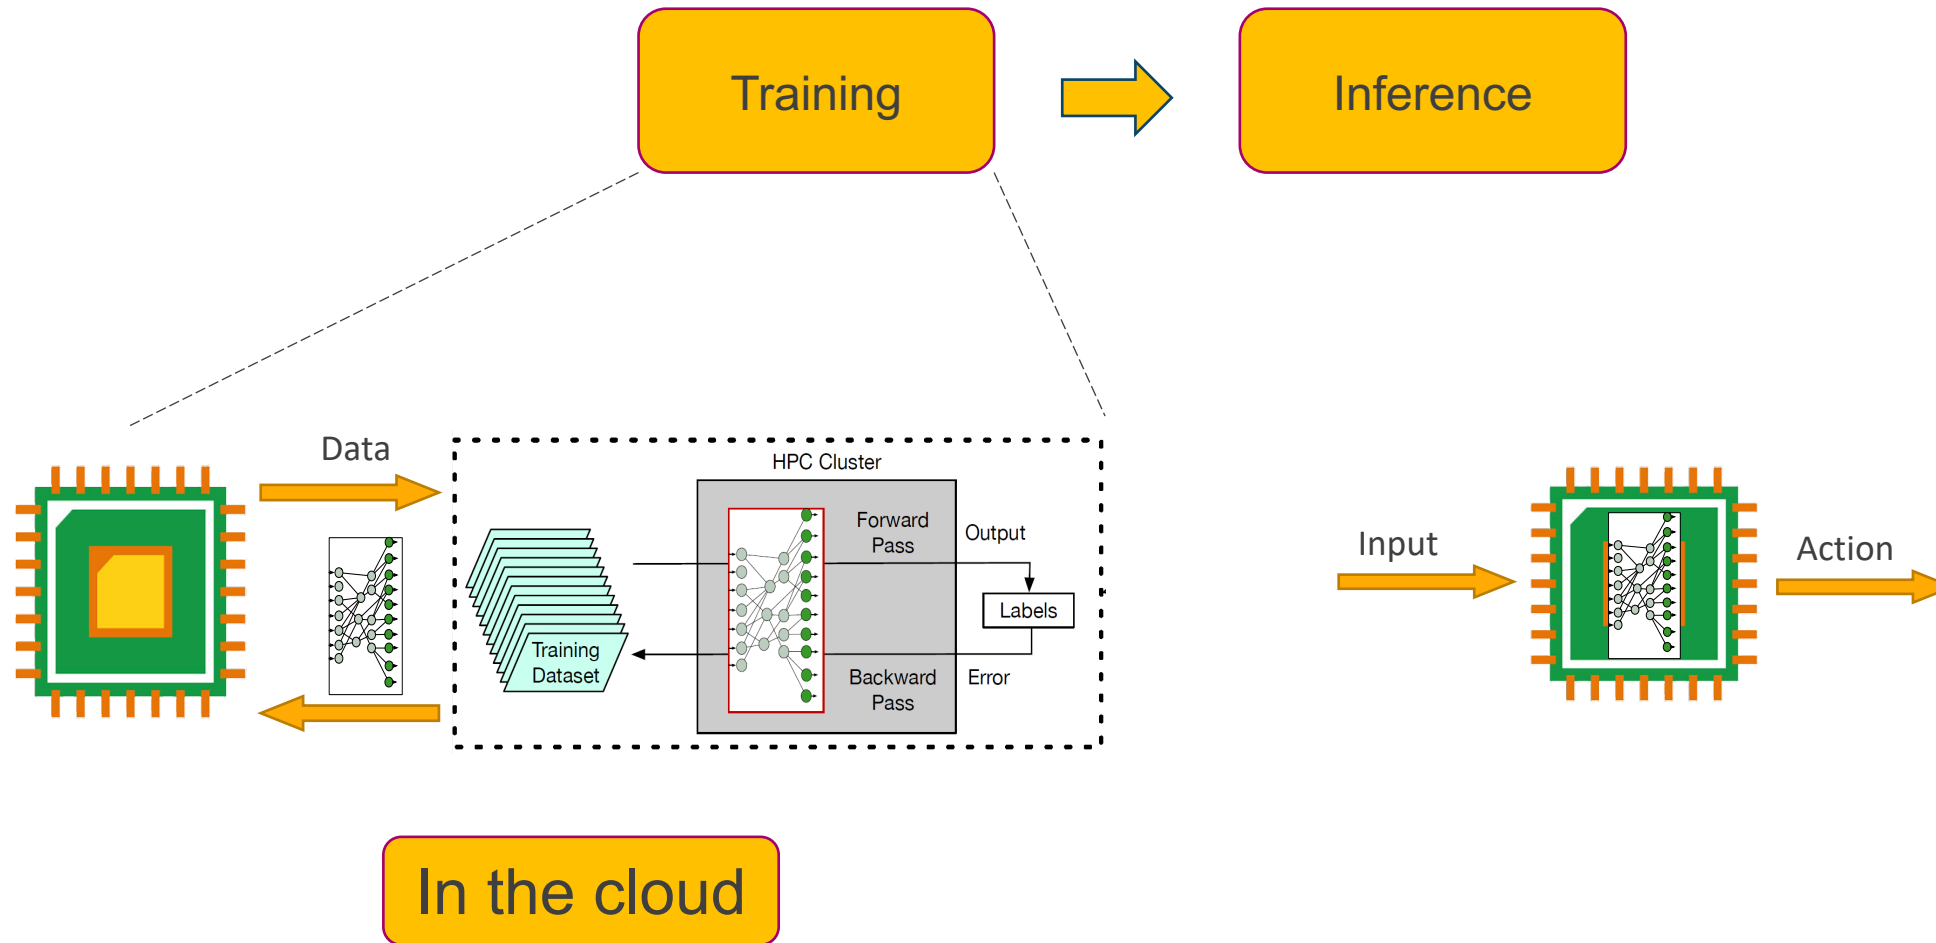 Training
Inference
Data
HPC Cluster
Forward
Pass
Output
Labels
Training
Dataset
Backward
Pass
Error
Input
Action
In the cloud